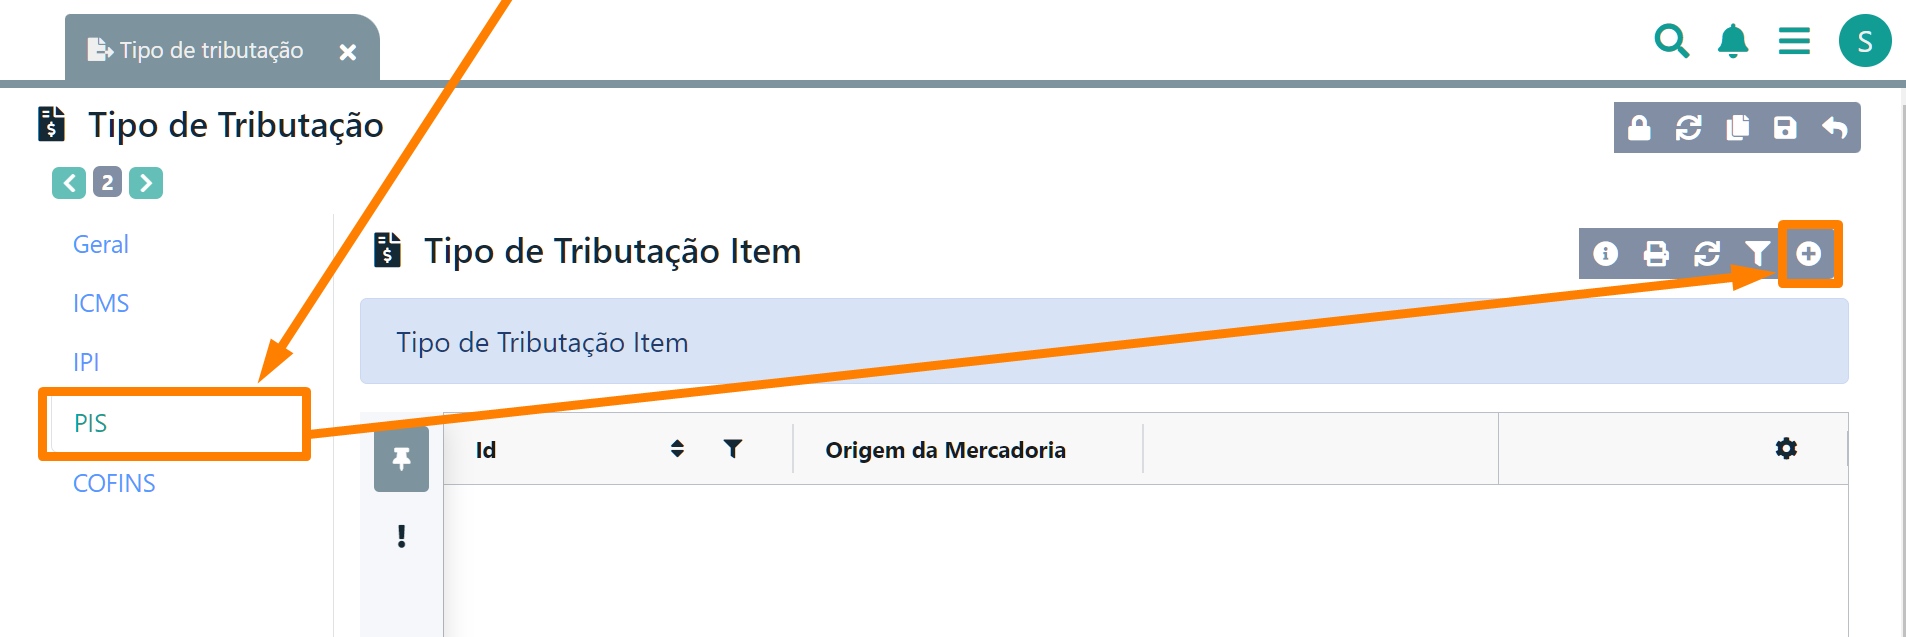 Tipo de tributação
S
Tipo de Tributação
2
Geral
ICMS
IPI
PIS
COFINS
Tipo de Tributação Item
Tipo de Tributação Item
Id
Origem da Mercadoria